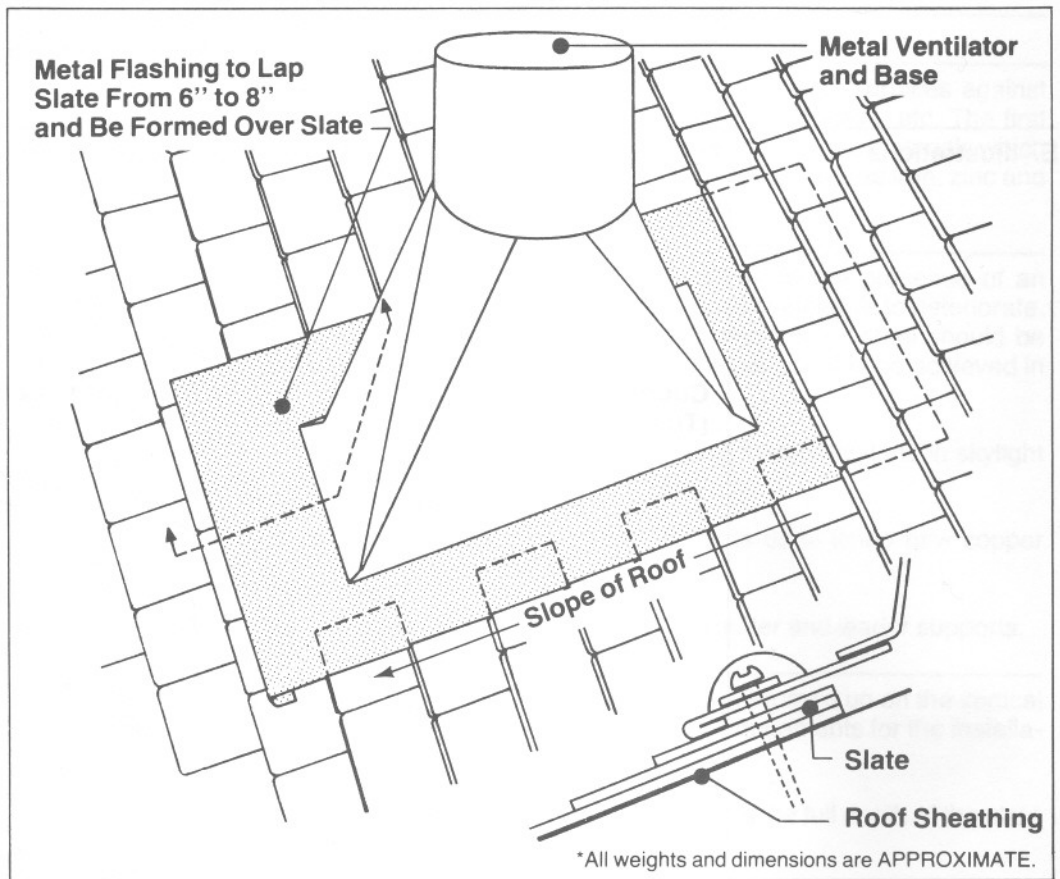 Metal Flashing to Lap
Slate From 6'' to 8''
and Be Formed Over Slate
Metal Ventilator
and Base
Slope of Roof
Slate
Roof Sheathing
*All weights and dimensions are APPROXIMATE.